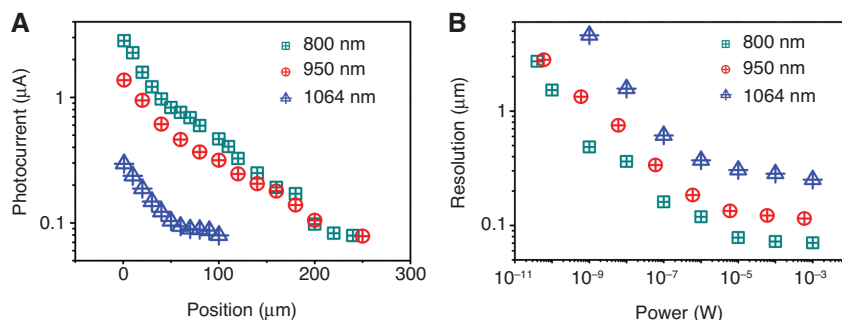 A
800 nm
950 nm
1064 nm
Photocurrent (μA)
1
0.1
0
100
200
300
Position (μm)
B
800 nm
950 nm
1064 nm
Resolution (μm)
1
0.1
10⁻¹¹
10⁻⁹
10⁻⁷
10⁻⁵
10⁻³
Power (W)